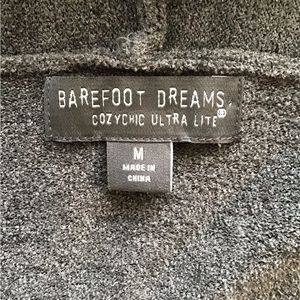 BAREFOOT DREAMS®
COZYCHIC ULTRA LITE
M
MADE IN
CHINA